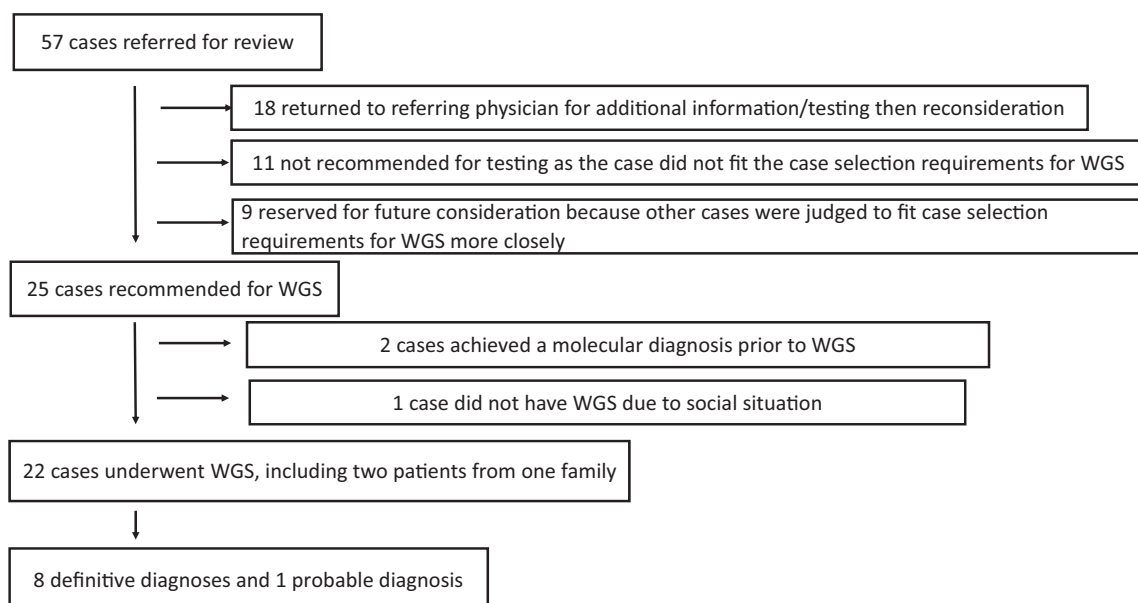 57 cases referred for review
18 returned to referring physician for additional information/testing then reconsideration
11 not recommended for testing as the case did not fit the case selection requirements for WGS
9 reserved for future consideration because other cases were judged to fit case selection
requirements for WGS more closely
25 cases recommended for WGS
2 cases achieved a molecular diagnosis prior to WGS
1 case did not have WGS due to social situation
22 cases underwent WGS, including two patients from one family
8 definitive diagnoses and 1 probable diagnosis